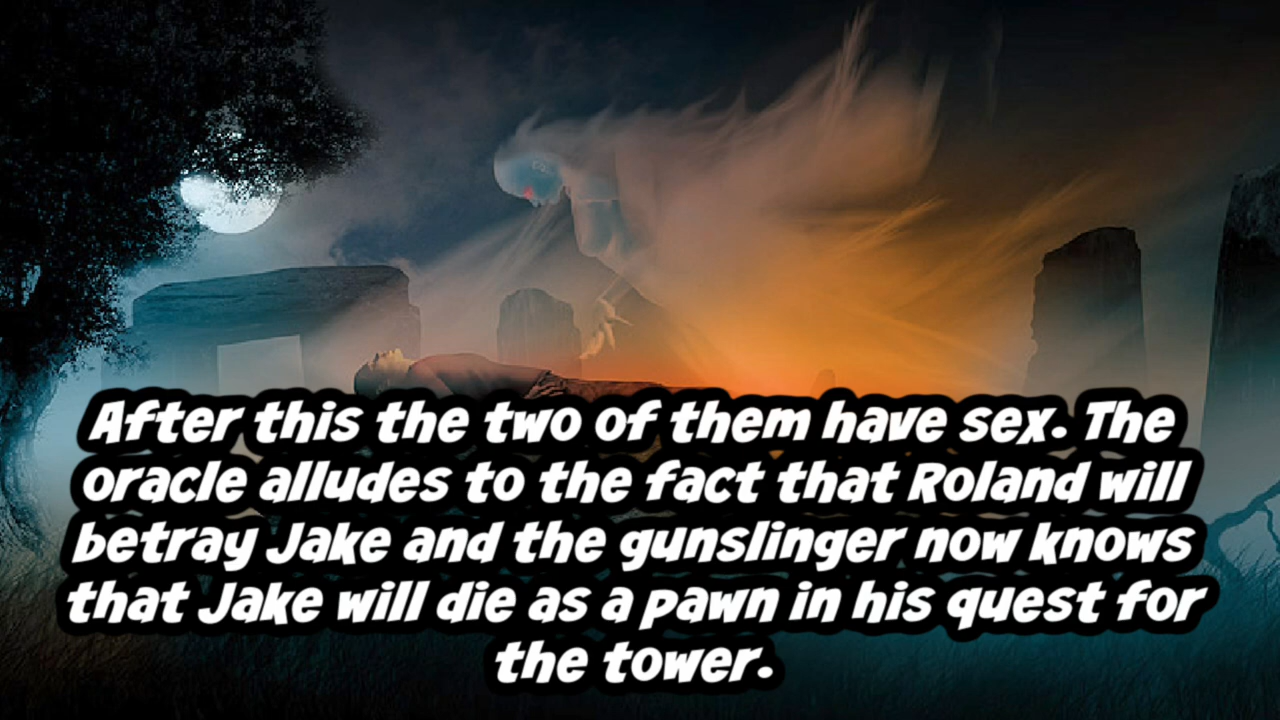 After this the two of them have sex. The
oracle alludes to the fact that Roland will
betray Jake and the gunslinger now knows
that Jake will die as a pawn in his quest for
the tower.